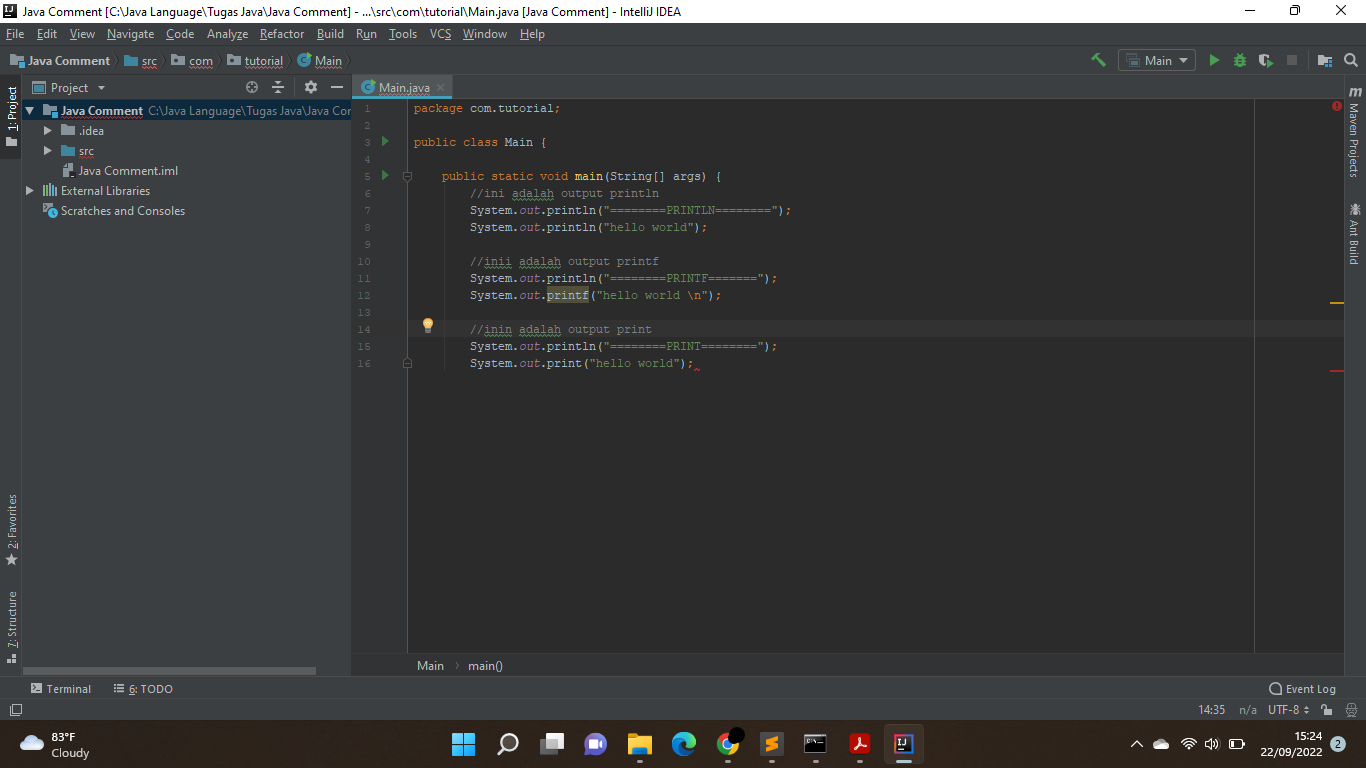 Java Comment [C:\Java Language\Tugas Java\Java Comment] - ...\src\com\tutorial\Main.java [Java Comment] - IntelliJ IDEA
File Edit View Navigate Code Analyze Refactor Build Run Tools VCS Window Help
Java Comment src com tutorial Main
Main
Project
Main.java
1: Project
Java Comment C:\Java Language\Tugas Java\Java Cor
.idea
src
Java Comment.iml
External Libraries
Scratches and Consoles
1 package com.tutorial;
2
3 public class Main {
4
5 public static void main(String[] args) {
6 //ini adalah output println
7 System.out.println("========PRINTLN========");
8 System.out.println("hello world");
9
10 //inii adalah output printf
11 System.out.println("========PRINTF=======");
12 System.out.printf("hello world \n");
13
14 //inin adalah output print
15 System.out.println("========PRINT========");
16 System.out.print("hello world");
Maven Projects
Ant Build
2: Favorites
7: Structure
Main main()
Terminal 6: TODO
Event Log
14:35 n/a UTF-8
83°F
Cloudy
15:24
22/09/2022
2